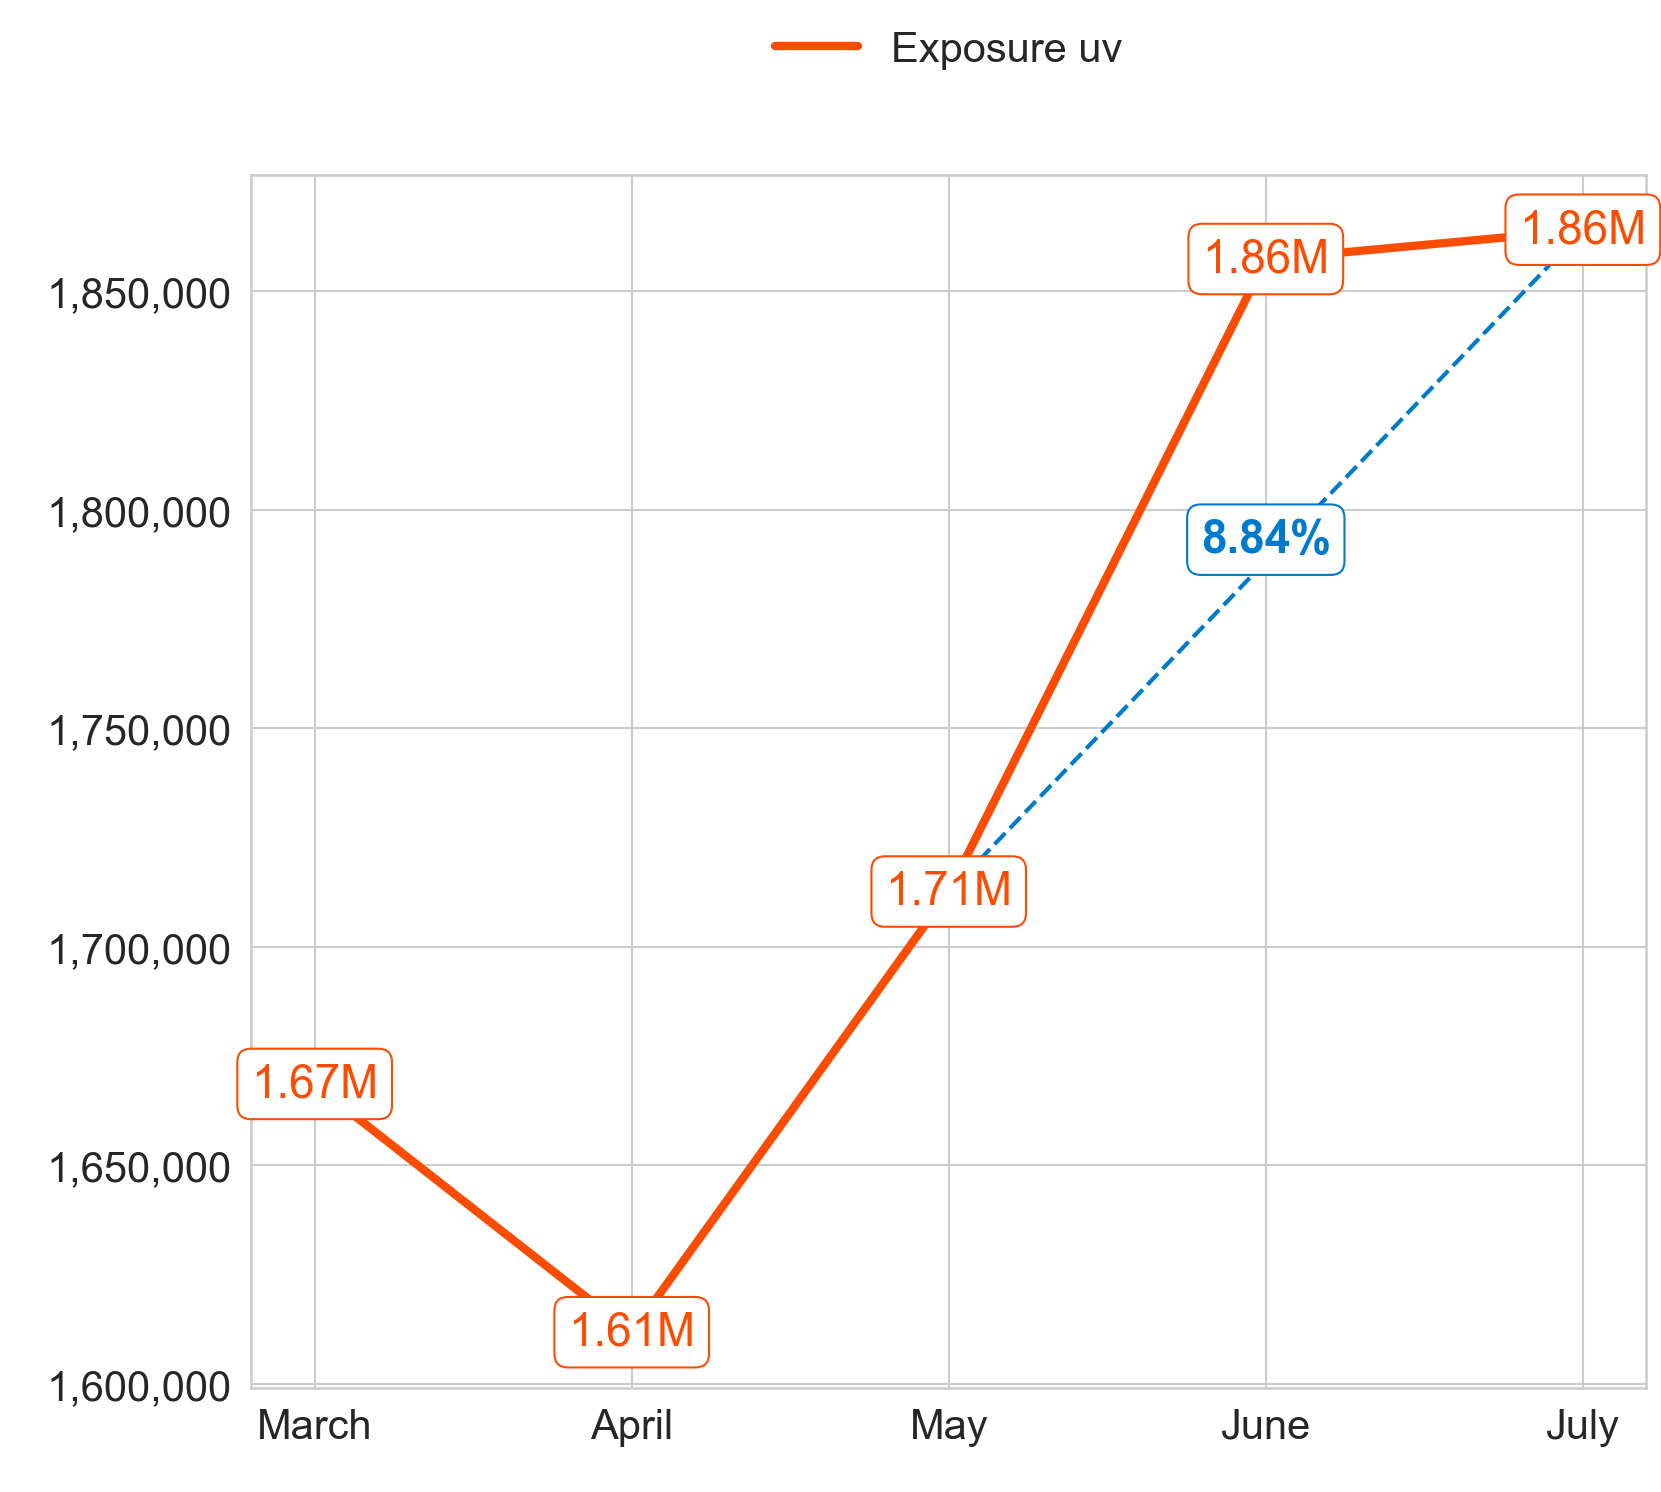 Exposure uv
1,850,000
1,800,000
1,750,000
1,700,000
1,650,000
1,600,000
1.67M
1.61M
1.71M
1.86M
1.86M
8.84%
March
April
May
June
July